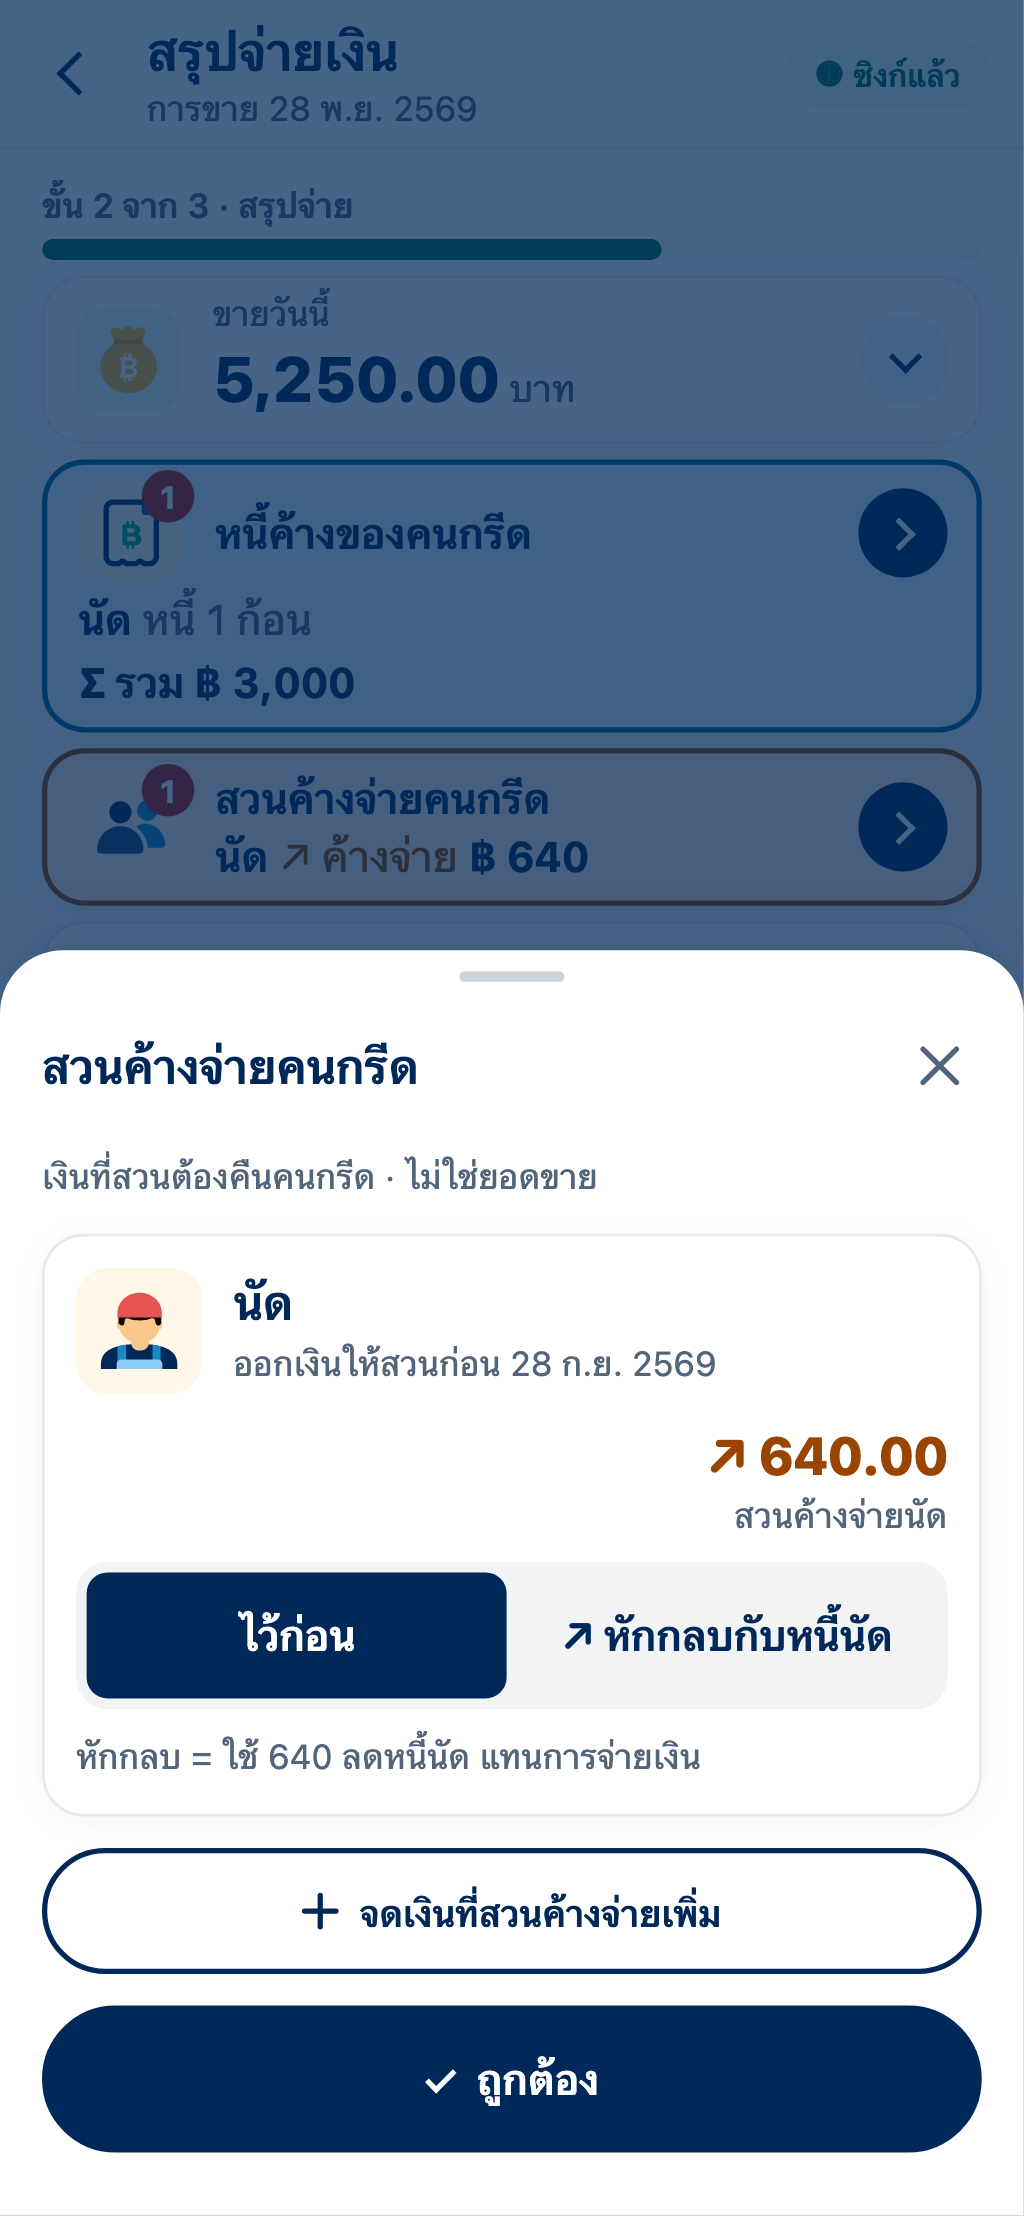 สรุปจ่ายเงิน
การขาย 28 พ.ย. 2569
ซิงก์แล้ว
ขั้น 2 จาก 3 · สรุปจ่าย
ขายวันนี้
5,250.00 บาท
1
หนี้ค้างของคนกรีด
นัด หนี้ 1 ก้อน
Σ รวม ฿ 3,000
1
สวนค้างจ่ายคนกรีด
นัด ↗ ค้างจ่าย ฿ 640
สวนค้างจ่ายคนกรีด
เงินที่สวนต้องคืนคนกรีด · ไม่ใช่ยอดขาย
นัด
ออกเงินให้สวนก่อน 28 ก.ย. 2569
↗ 640.00
สวนค้างจ่ายนัด
ไว้ก่อน
↗ หักกลบกับหนี้นัด
หักกลบ = ใช้ 640 ลดหนี้นัด แทนการจ่ายเงิน
+ จดเงินที่สวนค้างจ่ายเพิ่ม
✓ ถูกต้อง